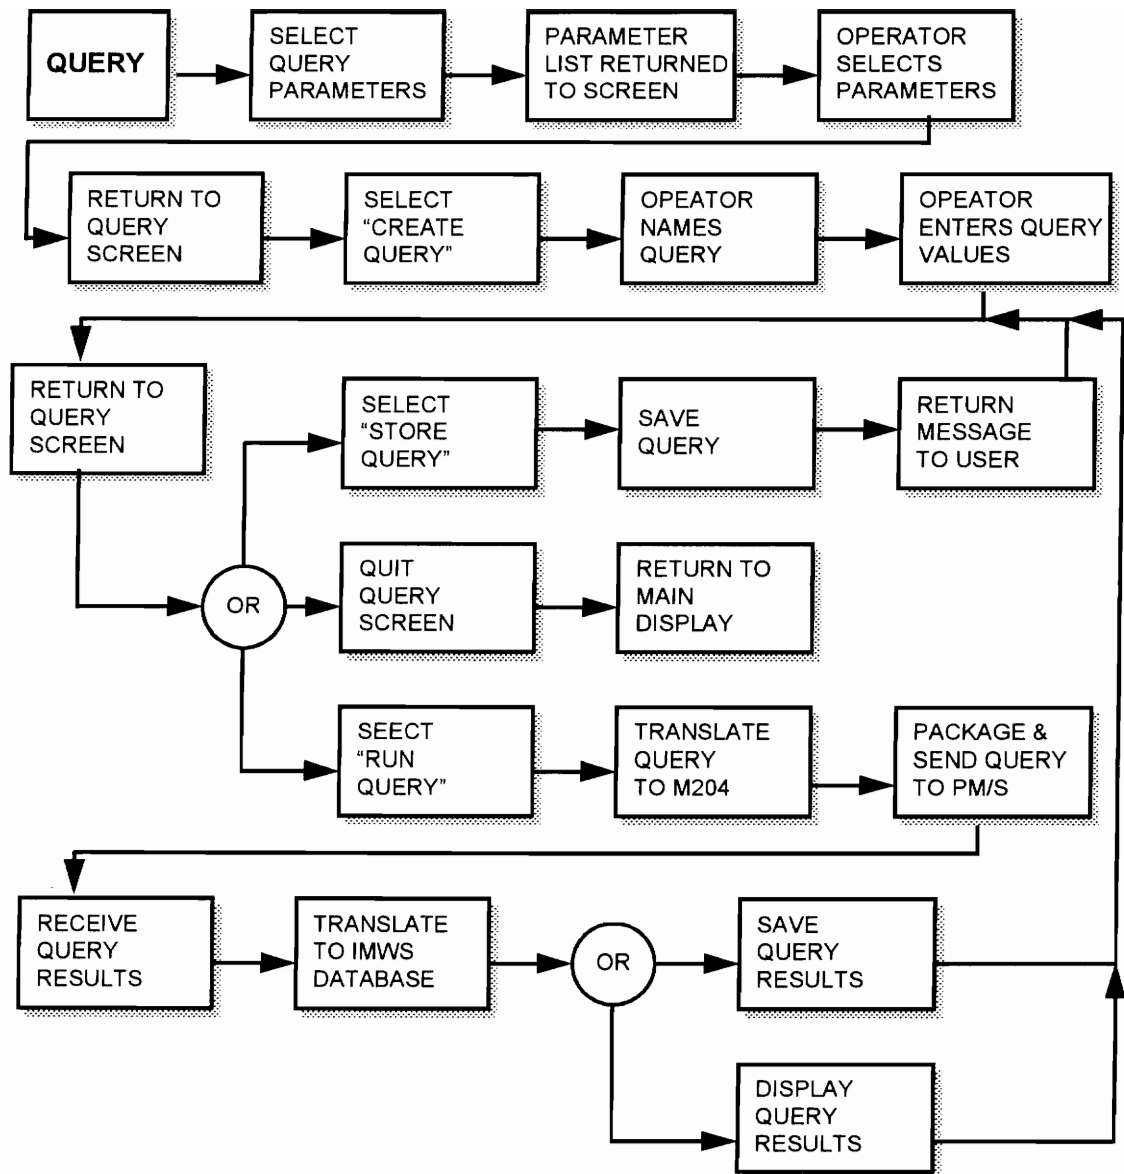 QUERY
SELECT
QUERY
PARAMETERS
PARAMETER
LIST RETURNED
TO SCREEN
OPERATOR
SELECTS
PARAMETERS
RETURN TO
QUERY
SCREEN
SELECT
“CREATE
QUERY”
OPEATOR
NAMES
QUERY
OPEATOR
ENTERS QUERY
VALUES
RETURN TO
QUERY
SCREEN
SELECT
“STORE
QUERY”
SAVE
QUERY
RETURN
MESSAGE
TO USER
OR
QUIT
QUERY
SCREEN
RETURN TO
MAIN
DISPLAY
SEECT
“RUN
QUERY”
TRANSLATE
QUERY
TO M204
PACKAGE &
SEND QUERY
TO PM/S
RECEIVE
QUERY
RESULTS
TRANSLATE
TO IMWS
DATABASE
OR
SAVE
QUERY
RESULTS
DISPLAY
QUERY
RESULTS